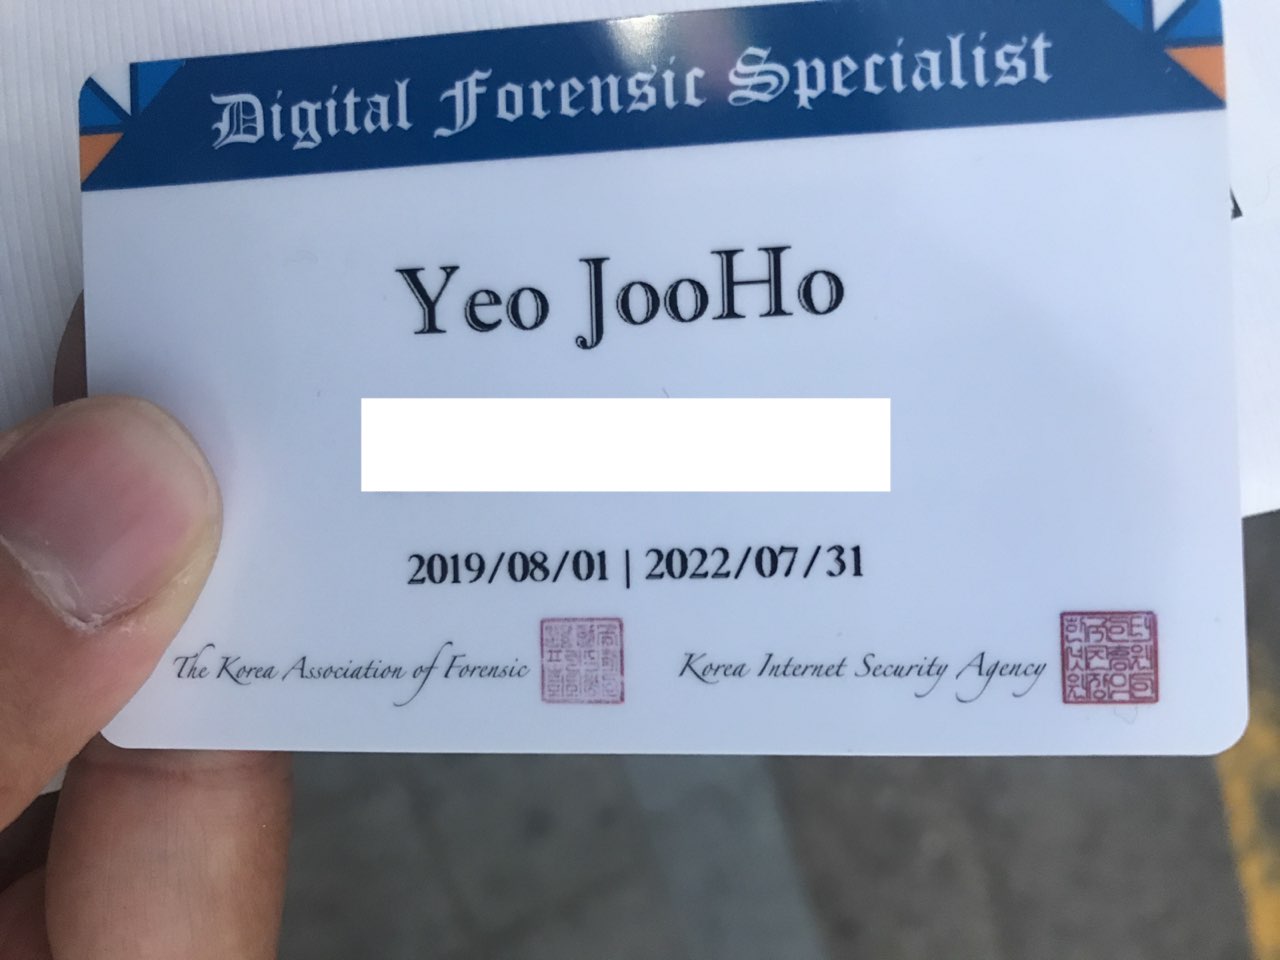 Digital Forensic Specialist
Yeo JooHo
2019/08/01 | 2022/07/31
The Korea Association of Forensic
Korea Internet Security Agency